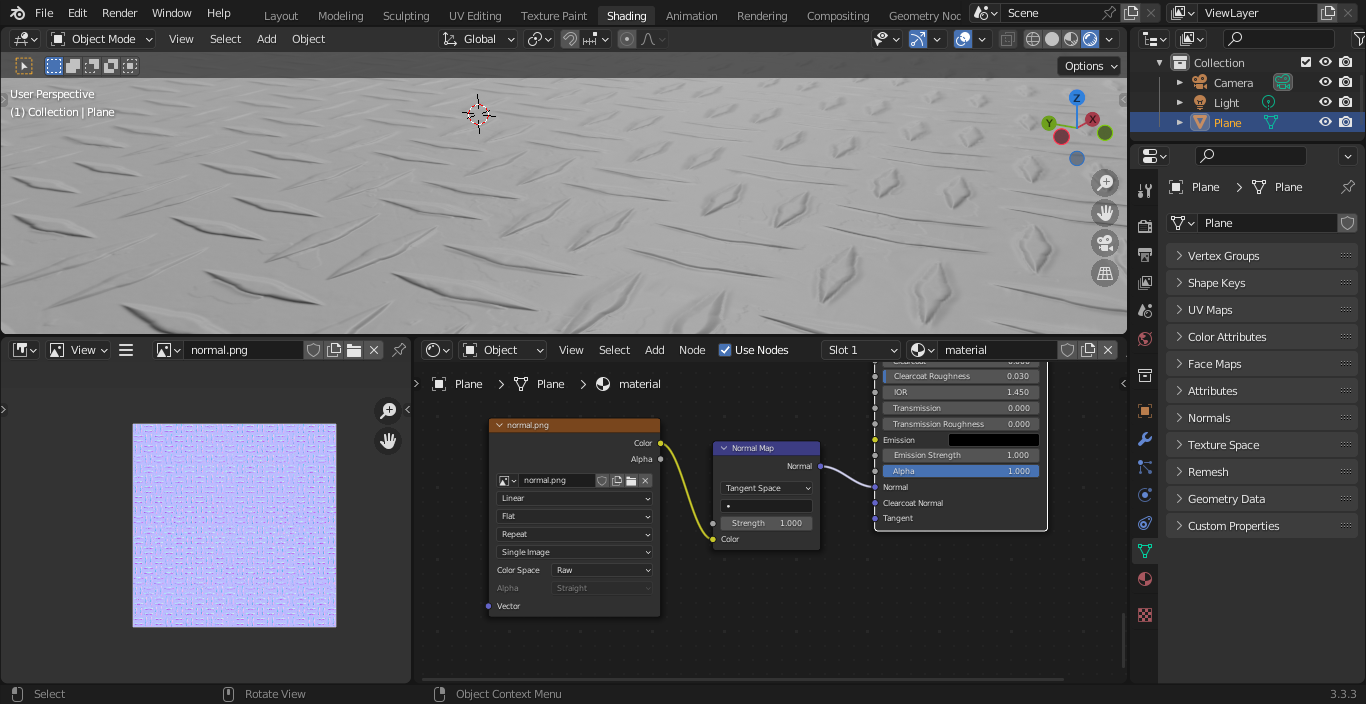 File Edit Render Window Help Layout Modeling Sculpting UV Editing Texture Paint Shading Animation Rendering Compositing Geometry Noc Scene ViewLayer
Object Mode View Select Add Object Global
Options
User Perspective
(1) Collection | Plane
Z
Y
X
Collection
Camera
Light
Plane
Plane > Plane
Plane
Vertex Groups
Shape Keys
UV Maps
Color Attributes
Face Maps
Attributes
Normals
Texture Space
Remesh
Geometry Data
Custom Properties
View normal.png
Object View Select Add Node Use Nodes Slot 1 material
Plane > Plane > material
Clearcoat Roughness 0.030
IOR 1.450
Transmission 0.000
Transmission Roughness 0.000
Emission
Emission Strength 1.000
Alpha 1.000
Normal
Clearcoat Normal
Tangent
normal.png
Color
Alpha
normal.png
Linear
Flat
Repeat
Single Image
Color Space Raw
Alpha Straight
Vector
Normal Map
Normal
Tangent Space
Strength 1.000
Color
Select Rotate View Object Context Menu 3.3.3